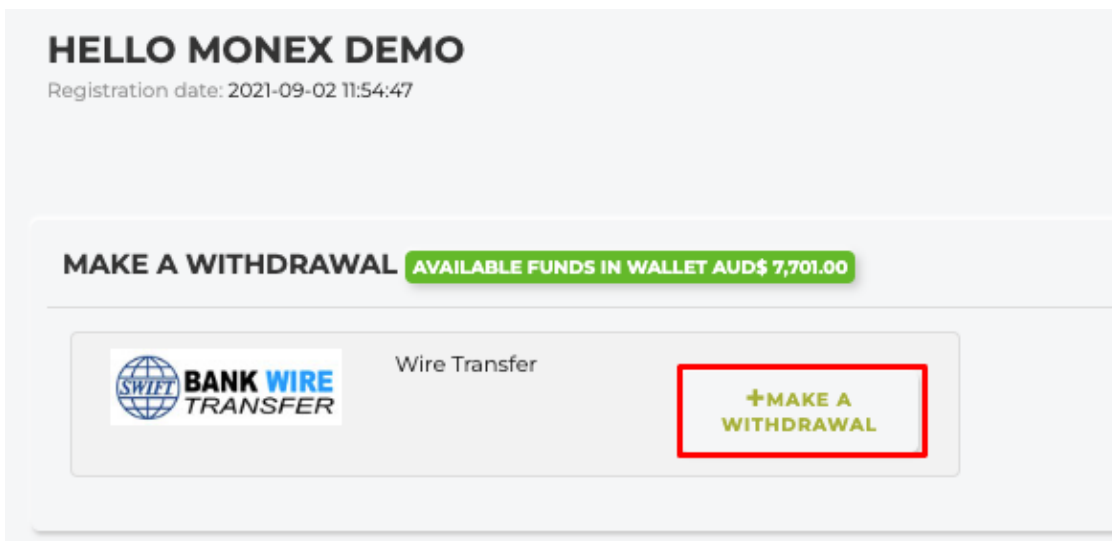 HELLO MONEX DEMO
Registration date: 2021-09-02 11:54:47
MAKE A WITHDRAWAL AVAILABLE FUNDS IN WALLET AUD$ 7,701.00
SWIFT BANK WIRE
TRANSFER
Wire Transfer
+MAKE A
WITHDRAWAL